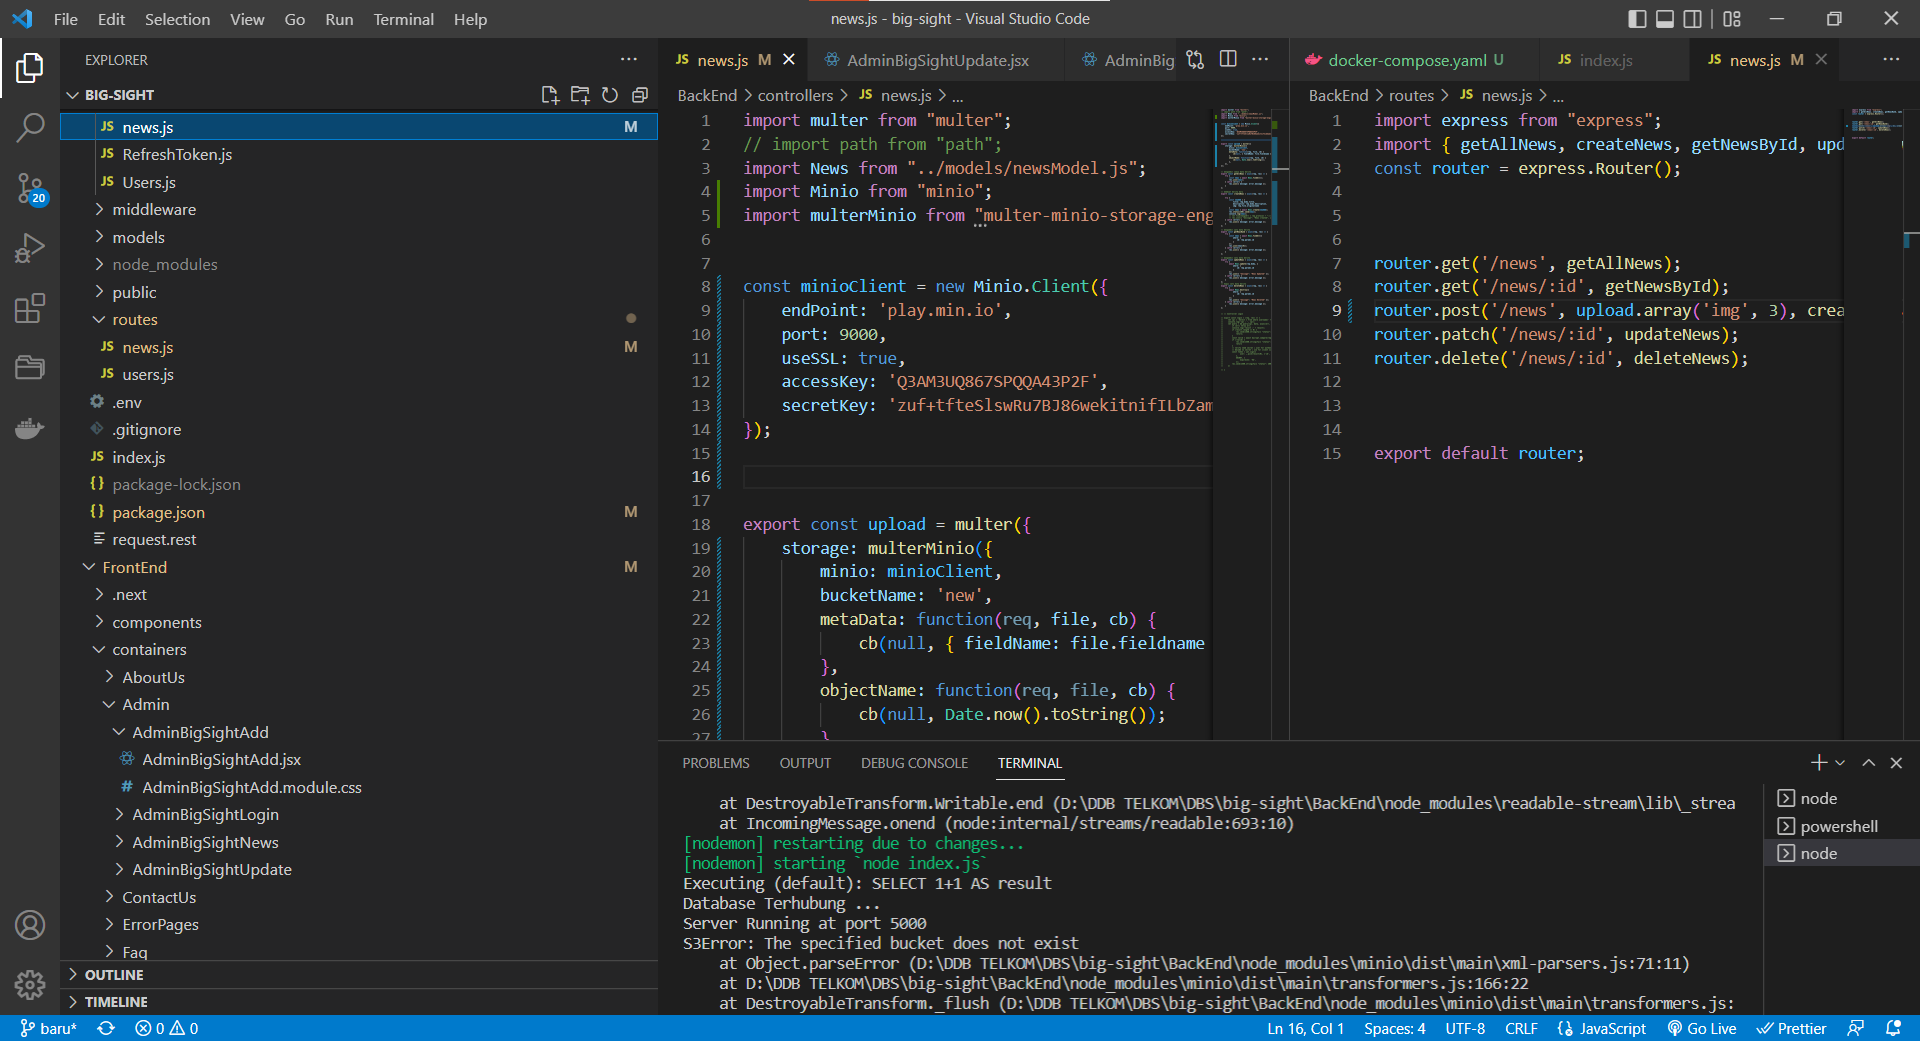 File Edit Selection View Go Run Terminal Help
news.js - big-sight - Visual Studio Code
EXPLORER
BIG-SIGHT
JS news.js M
JS RefreshToken.js
JS Users.js
middleware
models
node_modules
public
routes
JS news.js M
JS users.js
.env
.gitignore
JS index.js
{} package-lock.json
{} package.json M
request.rest
FrontEnd M
.next
components
containers
AboutUs
Admin
AdminBigSightAdd
AdminBigSightAdd.jsx
# AdminBigSightAdd.module.css
AdminBigSightLogin
AdminBigSightNews
AdminBigSightUpdate
ContactUs
ErrorPages
Faq
OUTLINE
TIMELINE
20
JS news.js M
AdminBigSightUpdate.jsx
AdminBig
BackEnd > controllers > JS news.js > ...
1 import multer from "multer";
2 // import path from "path";
3 import News from "../models/newsModel.js";
4 import Minio from "minio";
5 import multerMinio from "multer-minio-storage-eng
6
7
8 const minioClient = new Minio.Client({
9 endPoint: 'play.min.io',
10 port: 9000,
11 useSSL: true,
12 accessKey: 'Q3AM3UQ867SPQQA43P2F',
13 secretKey: 'zuf+tfteSlswRu7BJ86wekitnifILbZam
14 });
15
16
17
18 export const upload = multer({
19 storage: multerMinio({
20 minio: minioClient,
21 bucketName: 'new',
22 metaData: function(req, file, cb) {
23 cb(null, { fieldName: file.fieldname
24 },
25 objectName: function(req, file, cb) {
26 cb(null, Date.now().toString());
27 }
docker-compose.yaml U
JS index.js
JS news.js M
BackEnd > routes > JS news.js > ...
1 import express from "express";
2 import { getAllNews, createNews, getNewsById, upd
3 const router = express.Router();
4
5
6
7 router.get('/news', getAllNews);
8 router.get('/news/:id', getNewsById);
9 router.post('/news', upload.array('img', 3), crea
10 router.patch('/news/:id', updateNews);
11 router.delete('/news/:id', deleteNews);
12
13
14
15 export default router;
PROBLEMS OUTPUT DEBUG CONSOLE TERMINAL
at DestroyableTransform.Writable.end (D:\DDB TELKOM\DBS\big-sight\BackEnd\node_modules\readable-stream\lib\_strea
at IncomingMessage.onend (node:internal/streams/readable:693:10)
[nodemon] restarting due to changes...
[nodemon] starting `node index.js`
Executing (default): SELECT 1+1 AS result
Database Terhubung ...
Server Running at port 5000
S3Error: The specified bucket does not exist
at Object.parseError (D:\DDB TELKOM\DBS\big-sight\BackEnd\node_modules\minio\dist\main\xml-parsers.js:71:11)
at D:\DDB TELKOM\DBS\big-sight\BackEnd\node_modules\minio\dist\main\transformers.js:166:22
at DestroyableTransform._flush (D:\DDB TELKOM\DBS\big-sight\BackEnd\node_modules\minio\dist\main\transformers.js:
node
powershell
node
baru* 0 0
Ln 16, Col 1 Spaces: 4 UTF-8 CRLF JavaScript Go Live Prettier